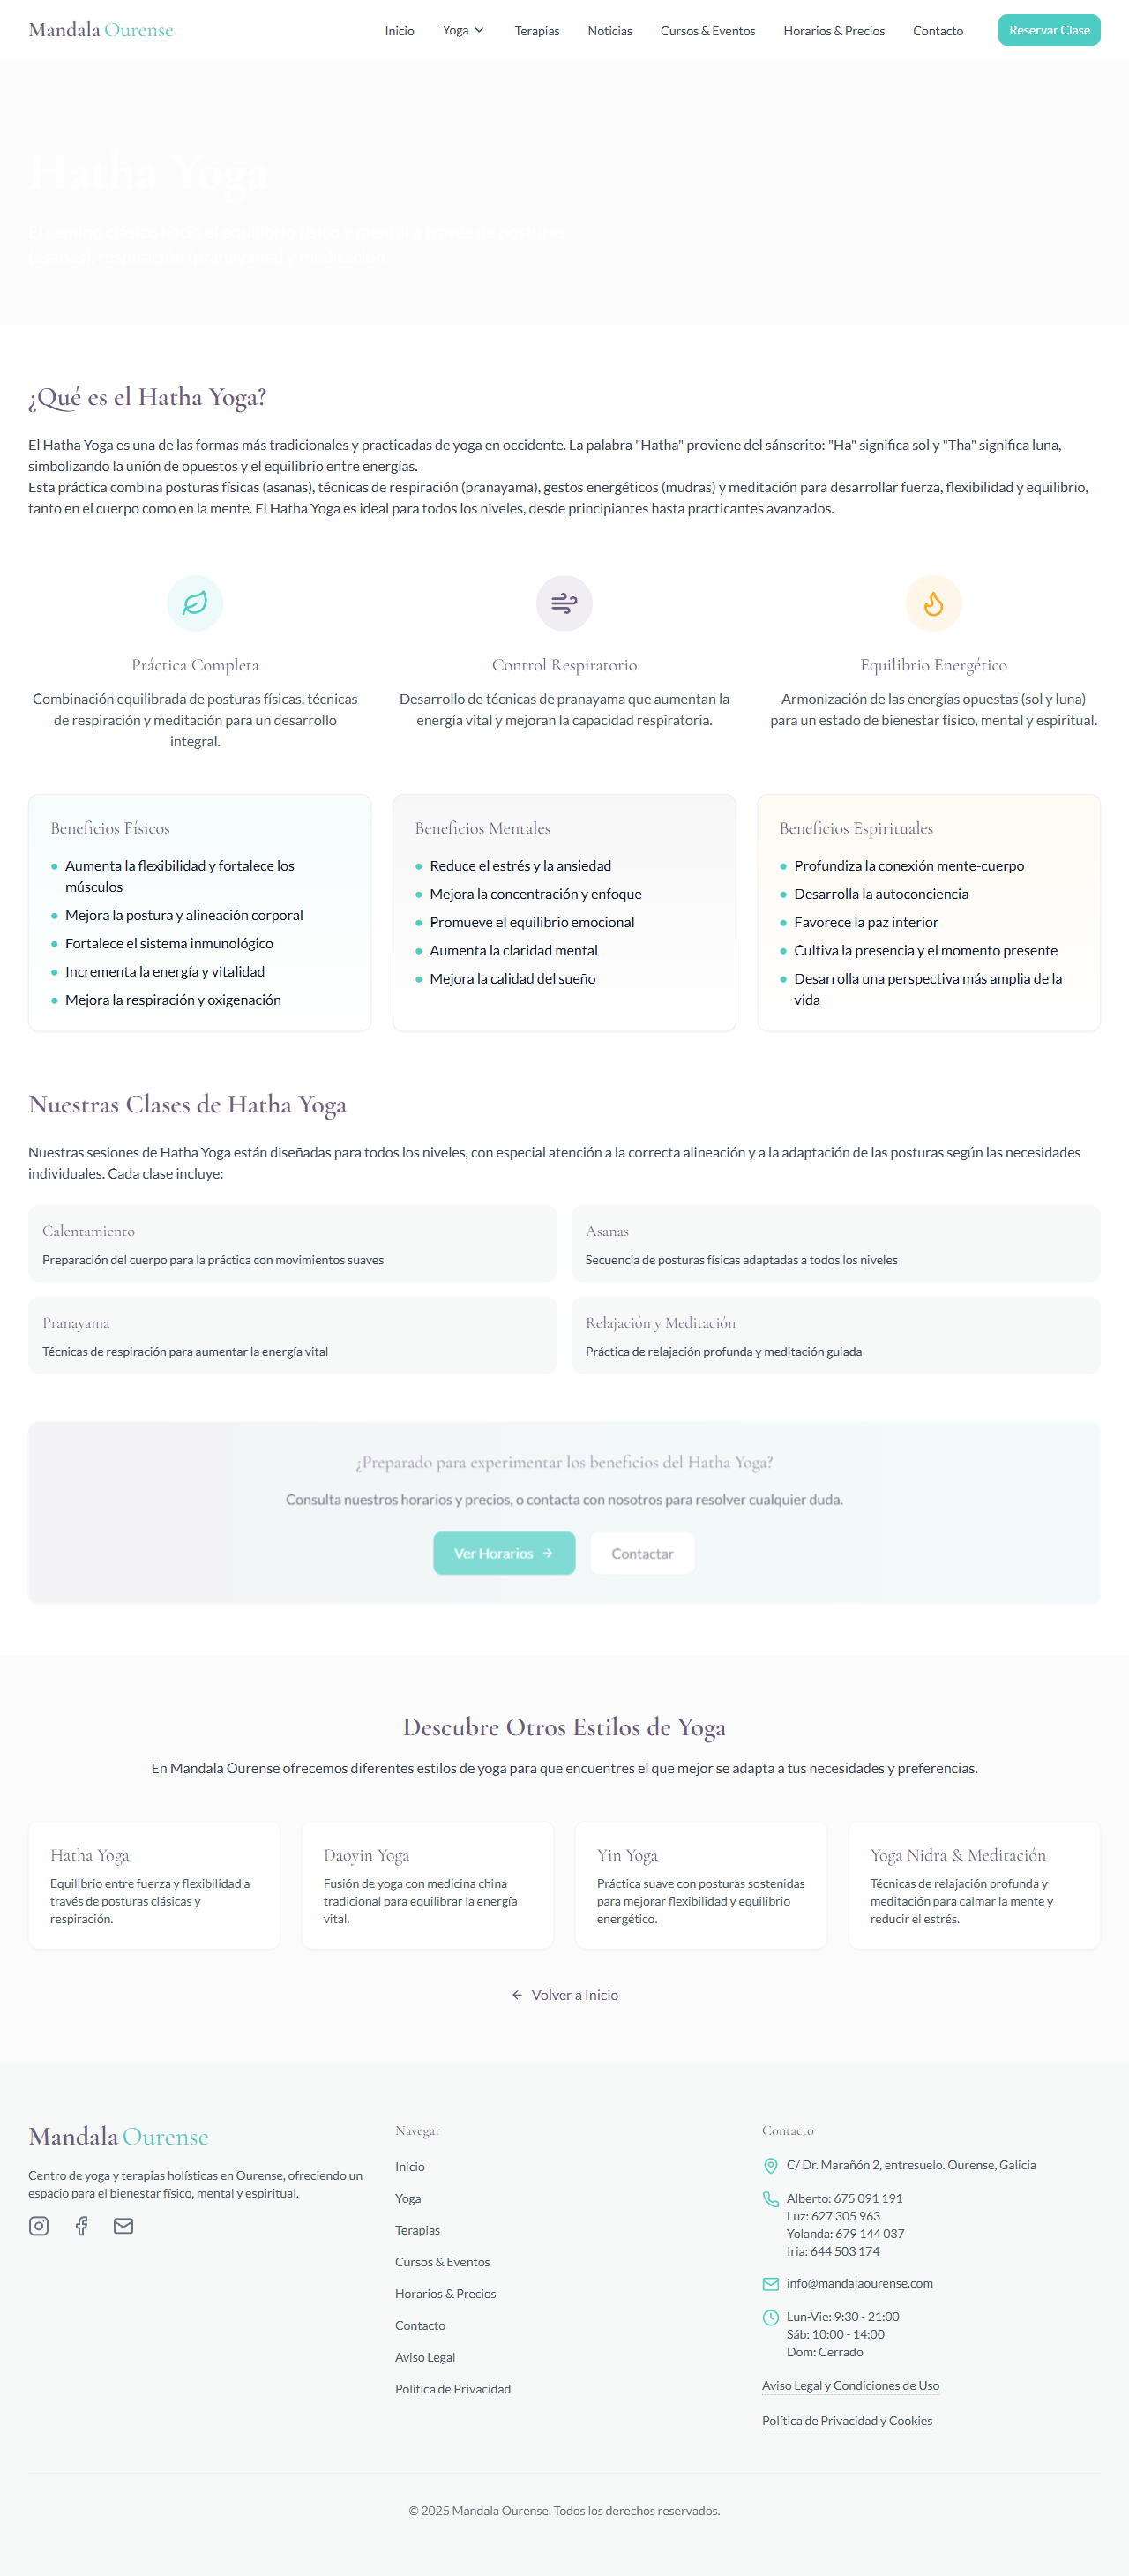 Mandala Ourense
Inicio
Yoga
Terapias
Noticias
Cursos & Eventos
Horarios & Precios
Contacto
Reservar Clase
Hatha Yoga
¿Qué es el Hatha Yoga?
El Hatha Yoga es una de las formas más tradicionales y practicadas de yoga en occidente. La palabra "Hatha" proviene del sánscrito: "Ha" significa sol y "Tha" significa luna,
simbolizando la unión de opuestos y el equilibrio entre energías.
Esta práctica combina posturas físicas (asanas), técnicas de respiración (pranayama), gestos energéticos (mudras) y meditación para desarrollar fuerza, flexibilidad y equilibrio,
tanto en el cuerpo como en la mente. El Hatha Yoga es ideal para todos los niveles, desde principiantes hasta practicantes avanzados.
Práctica Completa
Combinación equilibrada de posturas físicas, técnicas
de respiración y meditación para un desarrollo
integral.
Control Respiratorio
Desarrollo de técnicas de pranayama que aumentan la
energía vital y mejoran la capacidad respiratoria.
Equilibrio Energético
Armonización de las energías opuestas (sol y luna)
para un estado de bienestar físico, mental y espiritual.
Beneficios Físicos
Aumenta la flexibilidad y fortalece los
músculos
Mejora la postura y alineación corporal
Fortalece el sistema inmunológico
Incrementa la energía y vitalidad
Mejora la respiración y oxigenación
Beneficios Mentales
Reduce el estrés y la ansiedad
Mejora la concentración y enfoque
Promueve el equilibrio emocional
Aumenta la claridad mental
Mejora la calidad del sueño
Beneficios Espirituales
Profundiza la conexión mente-cuerpo
Desarrolla la autoconciencia
Favorece la paz interior
Cultiva la presencia y el momento presente
Desarrolla una perspectiva más amplia de la
vida
Nuestras Clases de Hatha Yoga
Nuestras sesiones de Hatha Yoga están diseñadas para todos los niveles, con especial atención a la correcta alineación y a la adaptación de las posturas según las necesidades
individuales. Cada clase incluye:
Calentamiento
Preparación del cuerpo para la práctica con movimientos suaves
Asanas
Secuencia de posturas físicas adaptadas a todos los niveles
Pranayama
Técnicas de respiración para aumentar la energía vital
Relajación y Meditación
Práctica de relajación profunda y meditación guiada
¿Preparado para experimentar los beneficios del Hatha Yoga?
Consulta nuestros horarios y precios, o contacta con nosotros para resolver cualquier duda.
Ver Horarios
Contactar
Descubre Otros Estilos de Yoga
En Mandala Ourense ofrecemos diferentes estilos de yoga para que encuentres el que mejor se adapta a tus necesidades y preferencias.
Hatha Yoga
Equilibrio entre fuerza y flexibilidad a
través de posturas clásicas y
respiración.
Daoyin Yoga
Fusión de yoga con medicina china
tradicional para equilibrar la energía
vital.
Yin Yoga
Práctica suave con posturas sostenidas
para mejorar flexibilidad y equilibrio
energético.
Yoga Nidra & Meditación
Técnicas de relajación profunda y
meditación para calmar la mente y
reducir el estrés.
Volver a Inicio
Mandala Ourense
Centro de yoga y terapias holísticas en Ourense, ofreciendo un
espacio para el bienestar físico, mental y espiritual.
Navegar
Inicio
Yoga
Terapias
Cursos & Eventos
Horarios & Precios
Contacto
Aviso Legal
Política de Privacidad
Contacto
C/ Dr. Marañón 2, entresuelo. Ourense, Galicia
Alberto: 675 091 191
Luz: 627 305 963
Yolanda: 679 144 037
Iria: 644 503 174
info@mandalaourense.com
Lun-Vie: 9:30 - 21:00
Sáb: 10:00 - 14:00
Dom: Cerrado
Aviso Legal y Condiciones de Uso
Política de Privacidad y Cookies
© 2025 Mandala Ourense. Todos los derechos reservados.